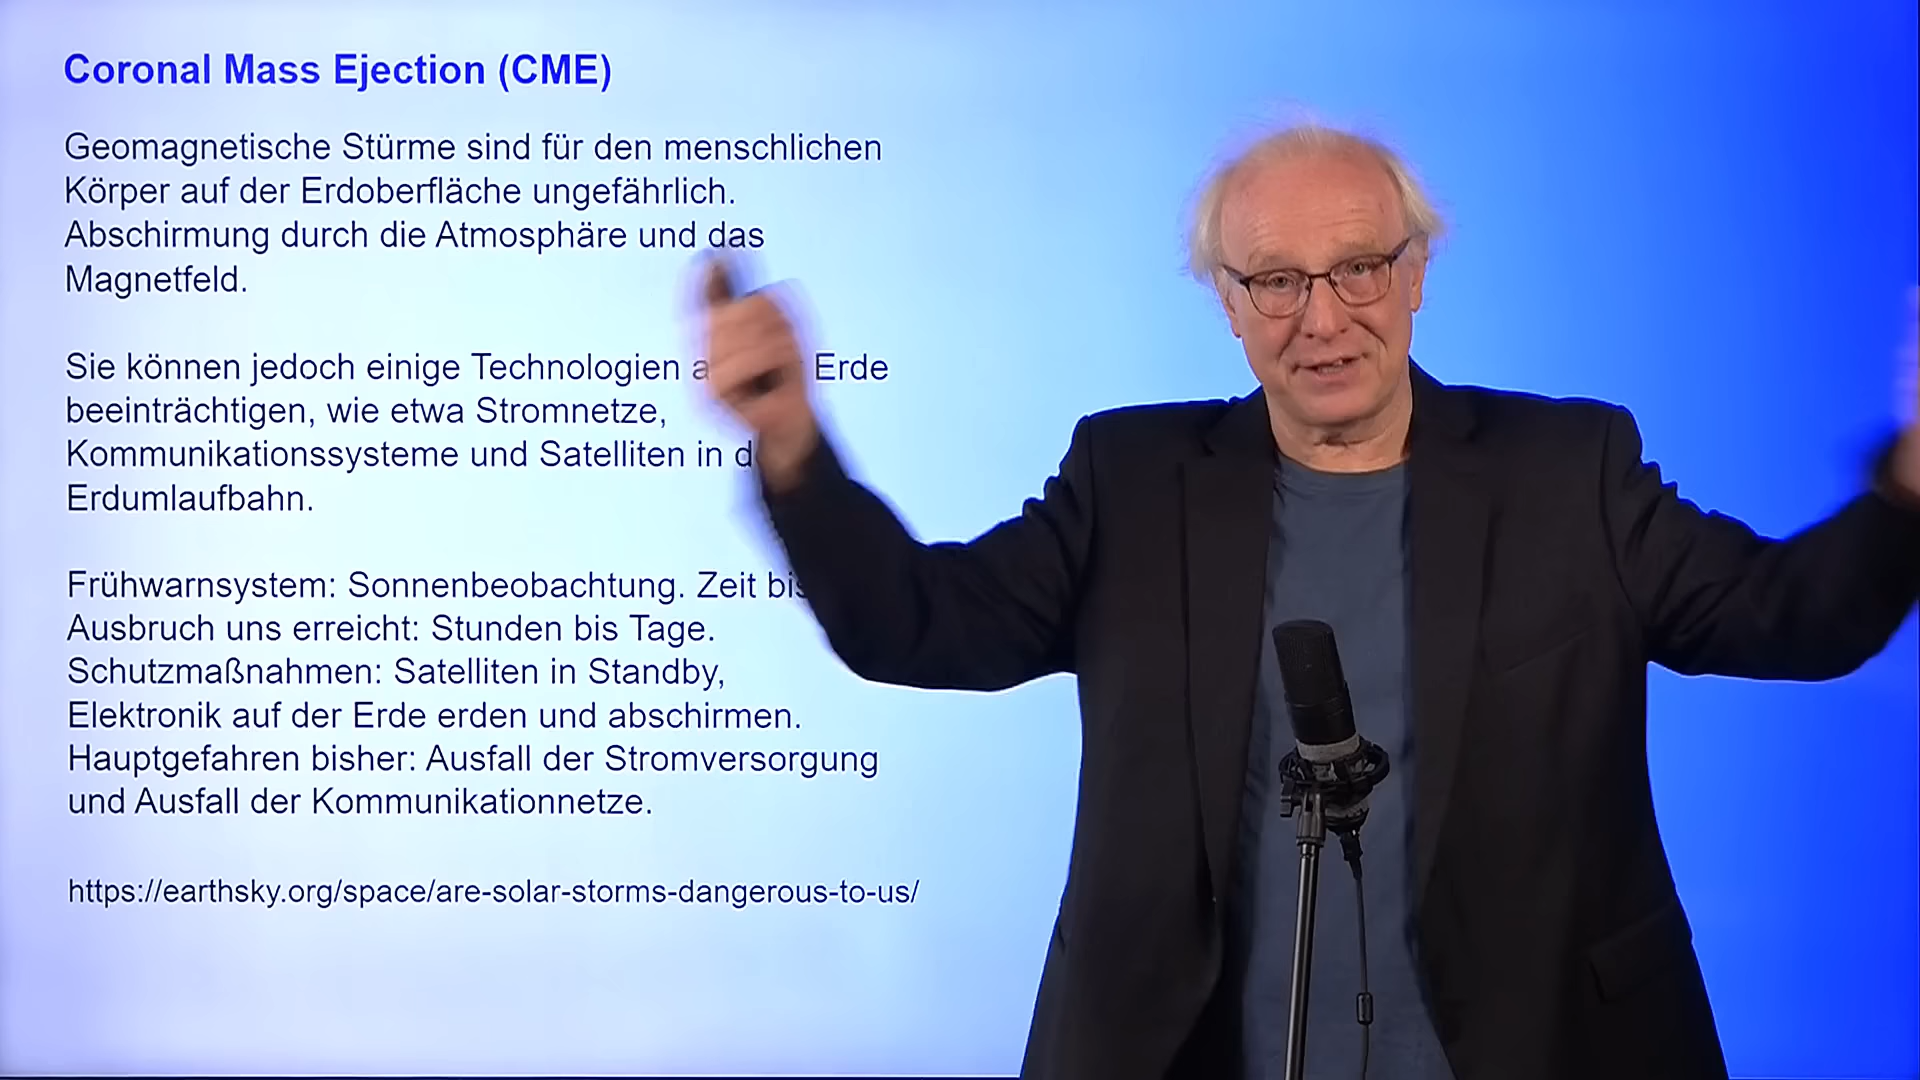 Coronal Mass Ejection (CME)
Geomagnetische Stürme sind für den menschlichen
Körper auf der Erdoberfläche ungefährlich.
Abschirmung durch die Atmosphäre und das
Magnetfeld.
Sie können jedoch einige Technologien Erde
beeinträchtigen, wie etwa Stromnetze,
Kommunikationssysteme und Satelliten in
Erdumlaufbahn.
Frühwarnsystem: Sonnenbeobachtung. Zeit bis
Ausbruch uns erreicht: Stunden bis Tage.
Schutzmaßnahmen: Satelliten in Standby,
Elektronik auf der Erde erden und abschirmen.
Hauptgefahren bisher: Ausfall der Stromversorgung
und Ausfall der Kommunikationnetze.
https://earthsky.org/space/are-solar-storms-dangerous-to-us/